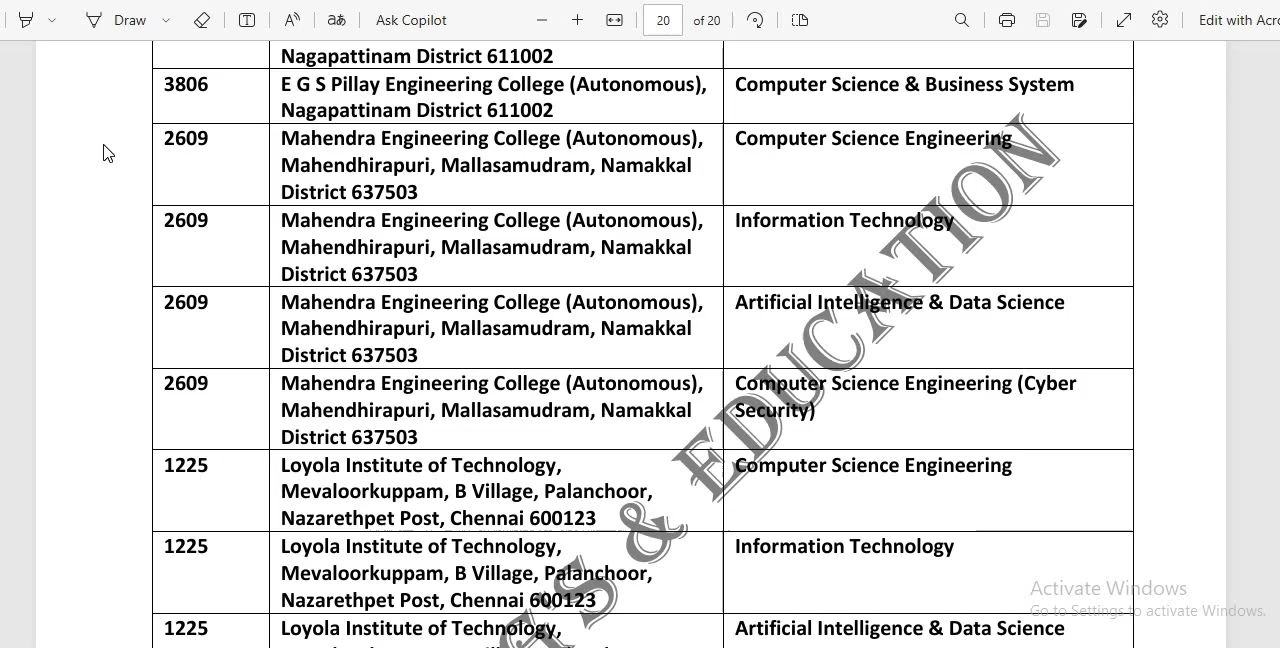 Draw
Ask Copilot
20 of 20
Edit with Acro
Nagapattinam District 611002
3806 E G S Pillay Engineering College (Autonomous), Computer Science & Business System
Nagapattinam District 611002
2609 Mahendra Engineering College (Autonomous), Computer Science Engineering
Mahendhirapuri, Mallasamudram, Namakkal
District 637503
2609 Mahendra Engineering College (Autonomous), Information Technology
Mahendhirapuri, Mallasamudram, Namakkal
District 637503
2609 Mahendra Engineering College (Autonomous), Artificial Intelligence & Data Science
Mahendhirapuri, Mallasamudram, Namakkal
District 637503
2609 Mahendra Engineering College (Autonomous), Computer Science Engineering (Cyber
Mahendhirapuri, Mallasamudram, Namakkal Security)
District 637503
1225 Loyola Institute of Technology, Computer Science Engineering
Mevaloorkuppam, B Village, Palanchoor,
Nazarethpet Post, Chennai 600123
1225 Loyola Institute of Technology, Information Technology
Mevaloorkuppam, B Village, Palanchoor,
Nazarethpet Post, Chennai 600123
1225 Loyola Institute of Technology, Artificial Intelligence & Data Science
& EDUCATION
Activate Windows
Go to Settings to activate Windows.